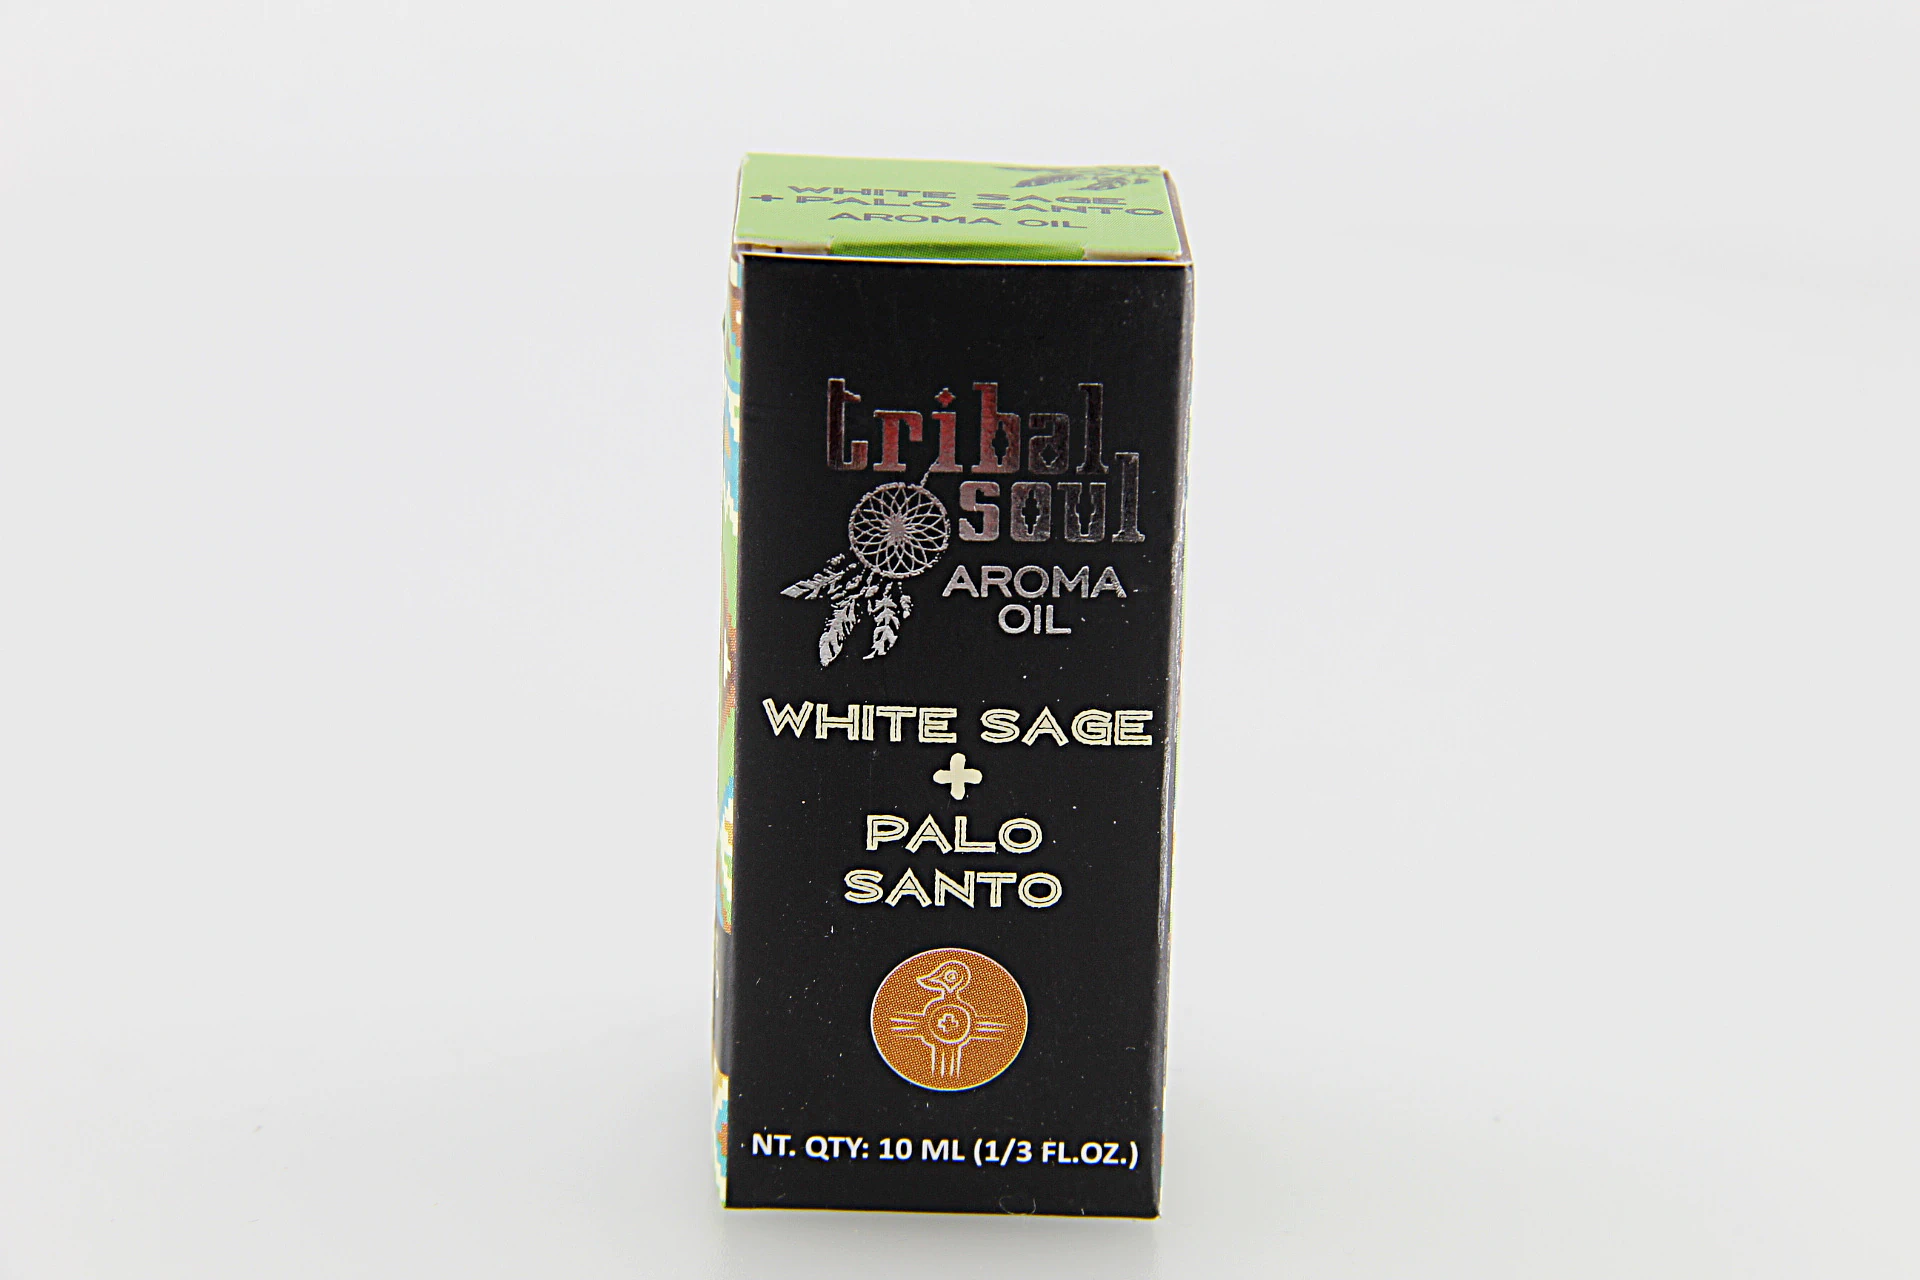 WHITE SAGE
+ PALO SANTO
AROMA OIL
tribal
soul
AROMA
OIL
WHITE SAGE
+
PALO
SANTO
NT. QTY: 10 ML (1/3 FL.OZ.)